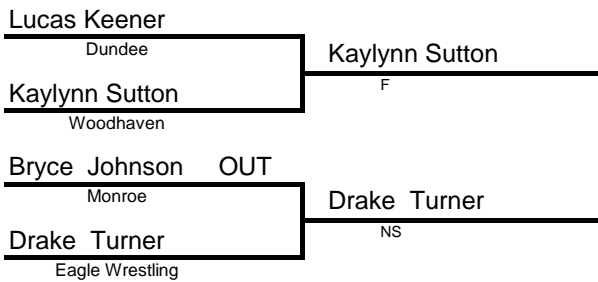 Lucas Keener
Dundee
Kaylynn Sutton
F
Kaylynn Sutton
Woodhaven
Bryce Johnson OUT
Monroe
Drake Turner
NS
Drake Turner
Eagle Wrestling